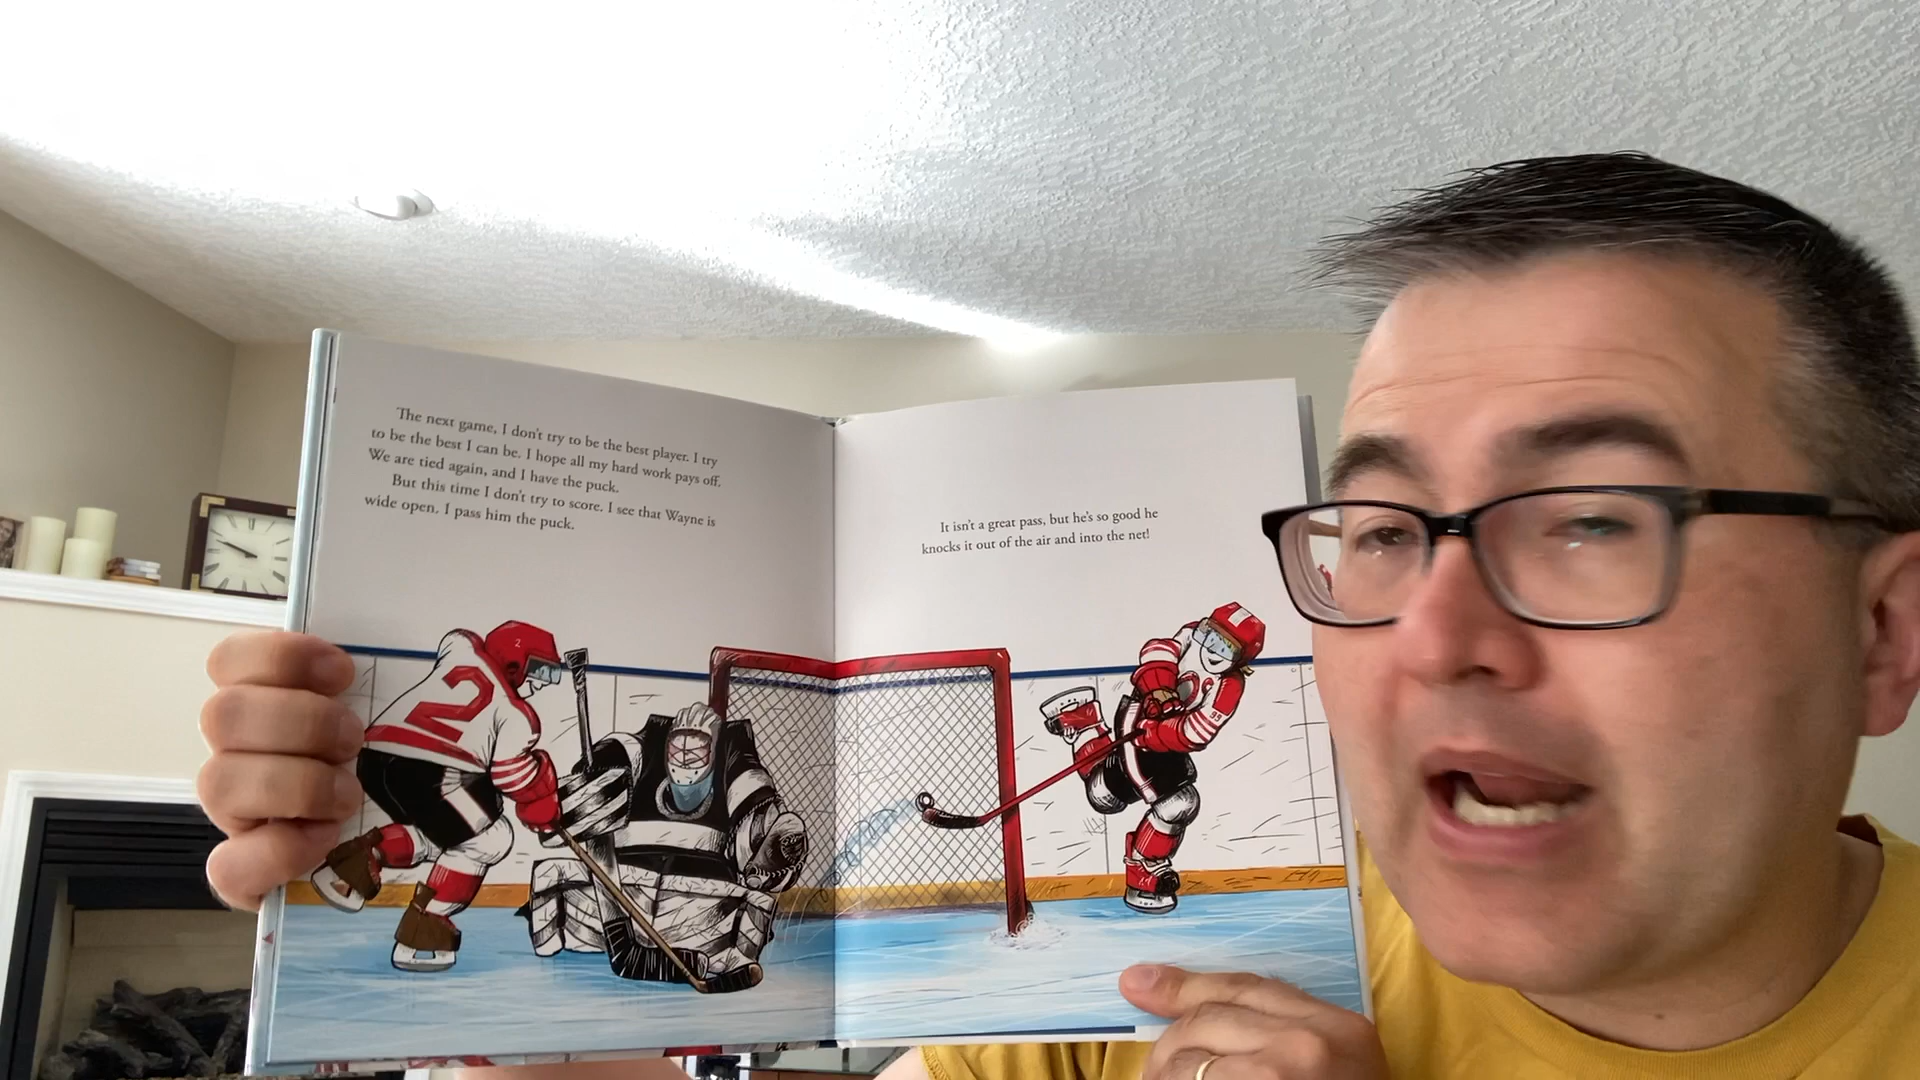 The next game, I don't try to be the best player. I try
to be the best I can be. I hope all my hard work pays off.
We are tied again, and I have the puck.
But this time I don't try to score. I see that Wayne is
wide open. I pass him the puck.
It isn't a great pass, but he's so good he
knocks it out of the air and into the net!
2
2
99